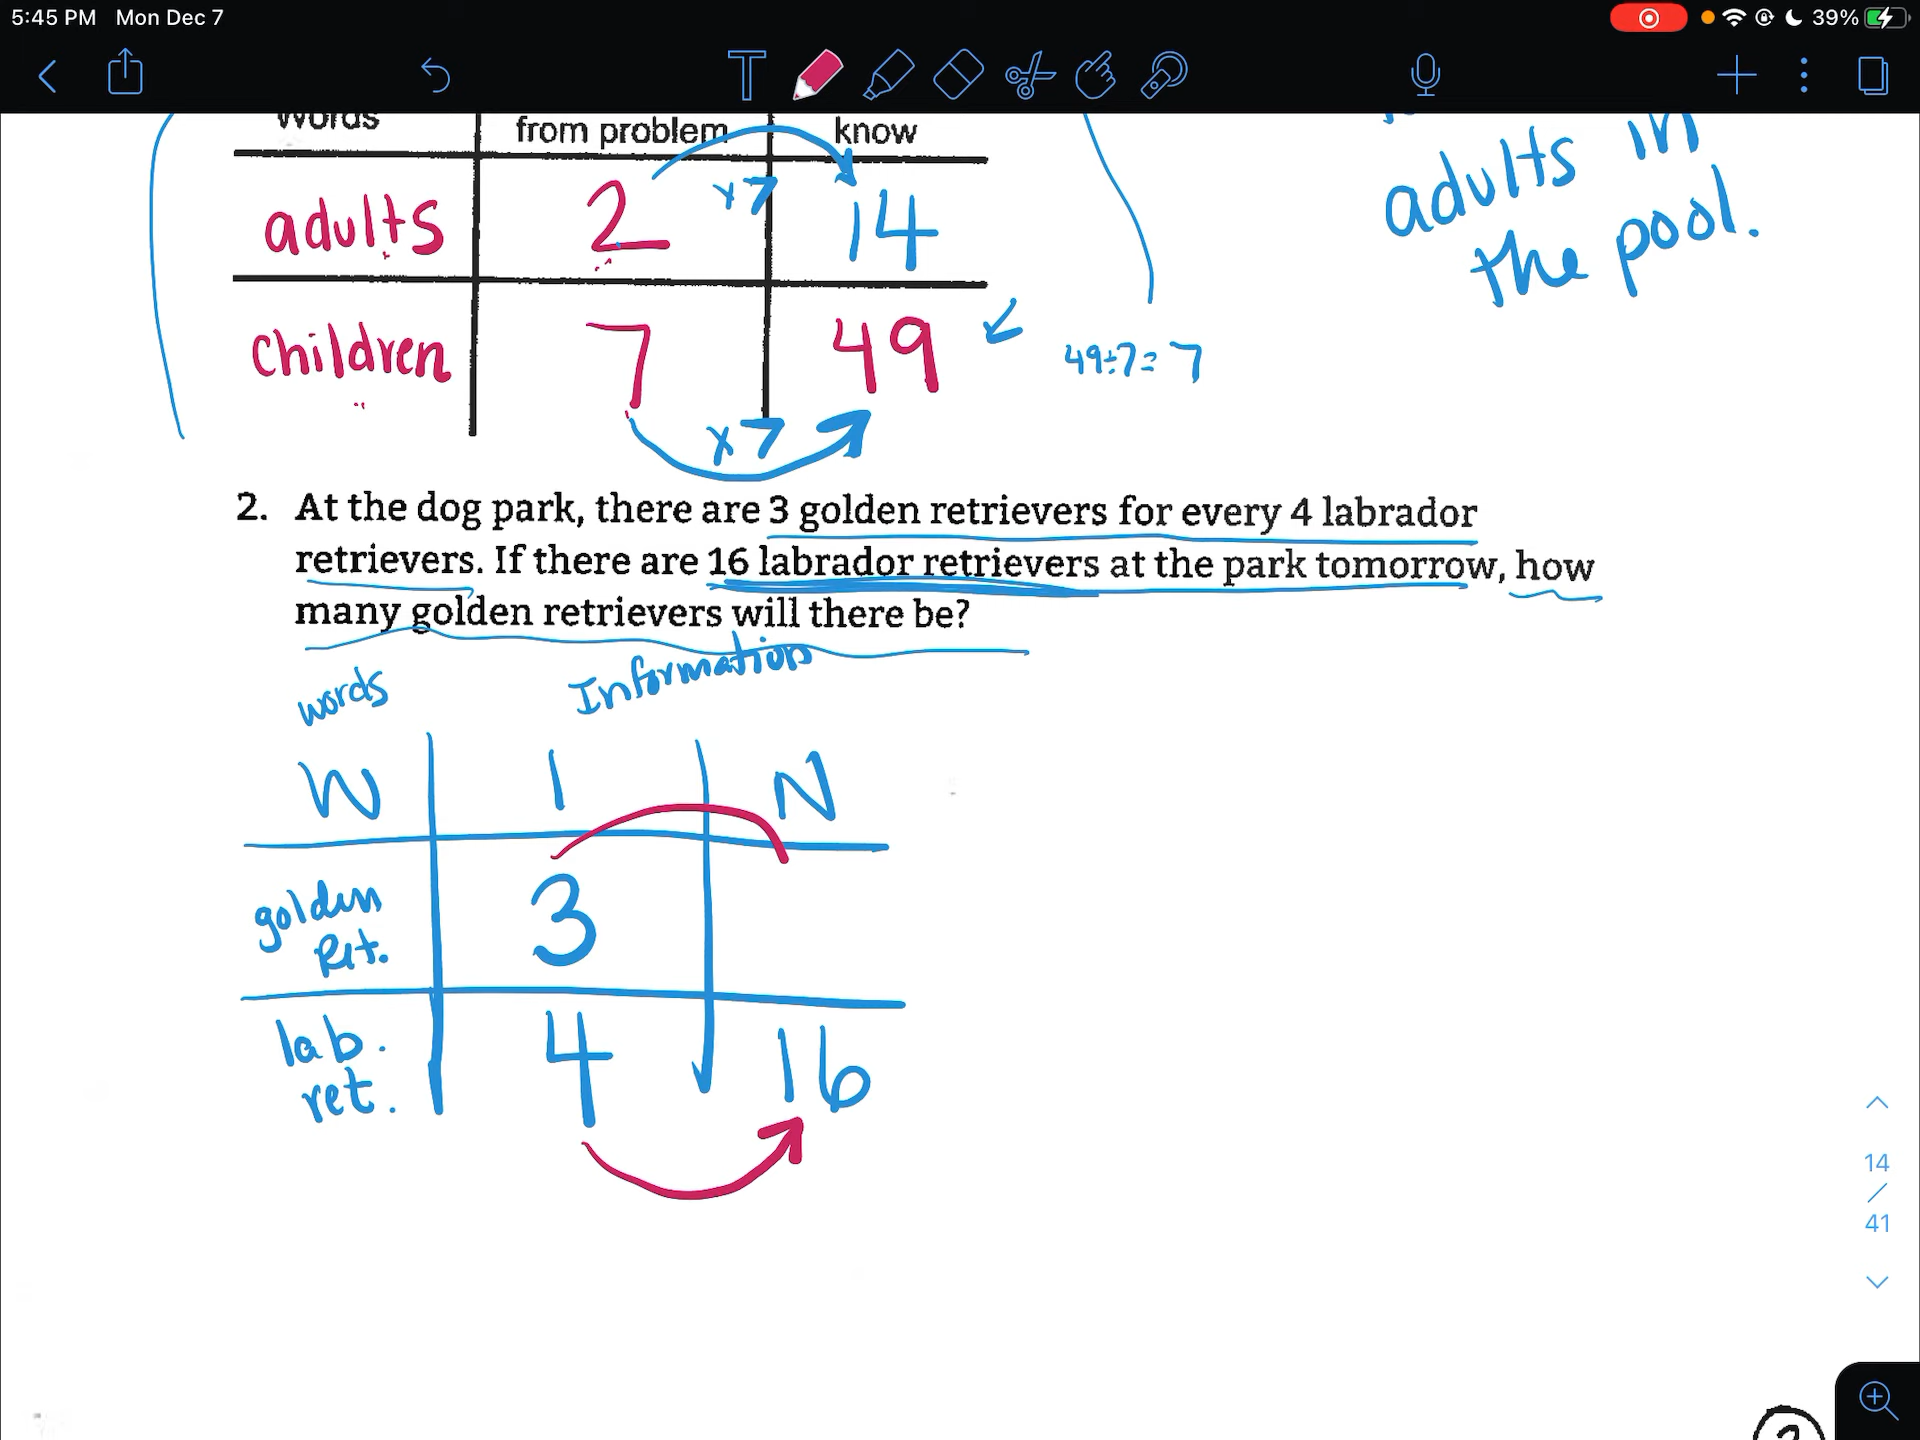 5:45 PM Mon Dec 7
39%
T
Words from problem know
adults in
the pool.
adults 2 x7 14
children 7 49
49÷7= 7
x7
2. At the dog park, there are 3 golden retrievers for every 4 labrador
retrievers. If there are 16 labrador retrievers at the park tomorrow, how
many golden retrievers will there be?
words Information
W I N
golden
Ret.
3
lab.
ret.
4 16
14
/
41